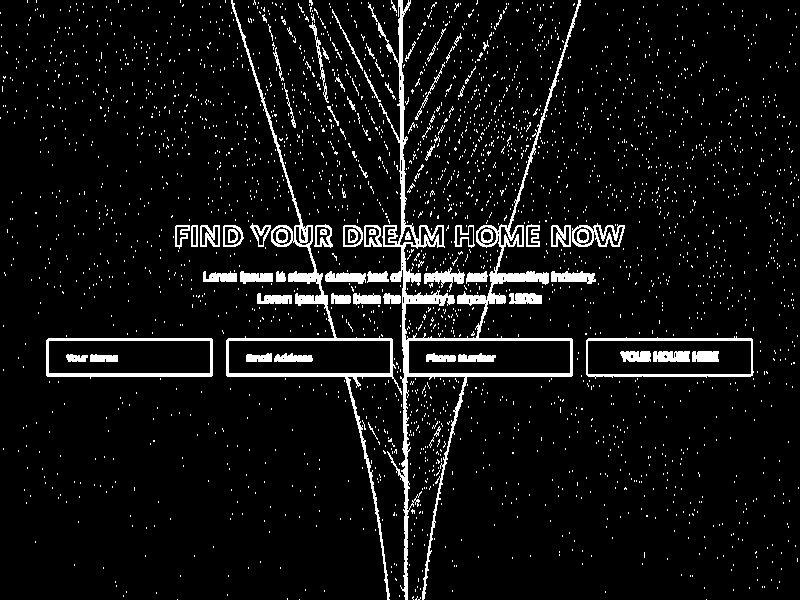 FIND YOUR DREAM HOME NOW
Lorem Ipsum is simply dummy text of the printing and typesetting industry.
Lorem Ipsum has been the industry's since the 1500s
Your Name
Email Address
Phone Number
YOUR HOUSE HERE